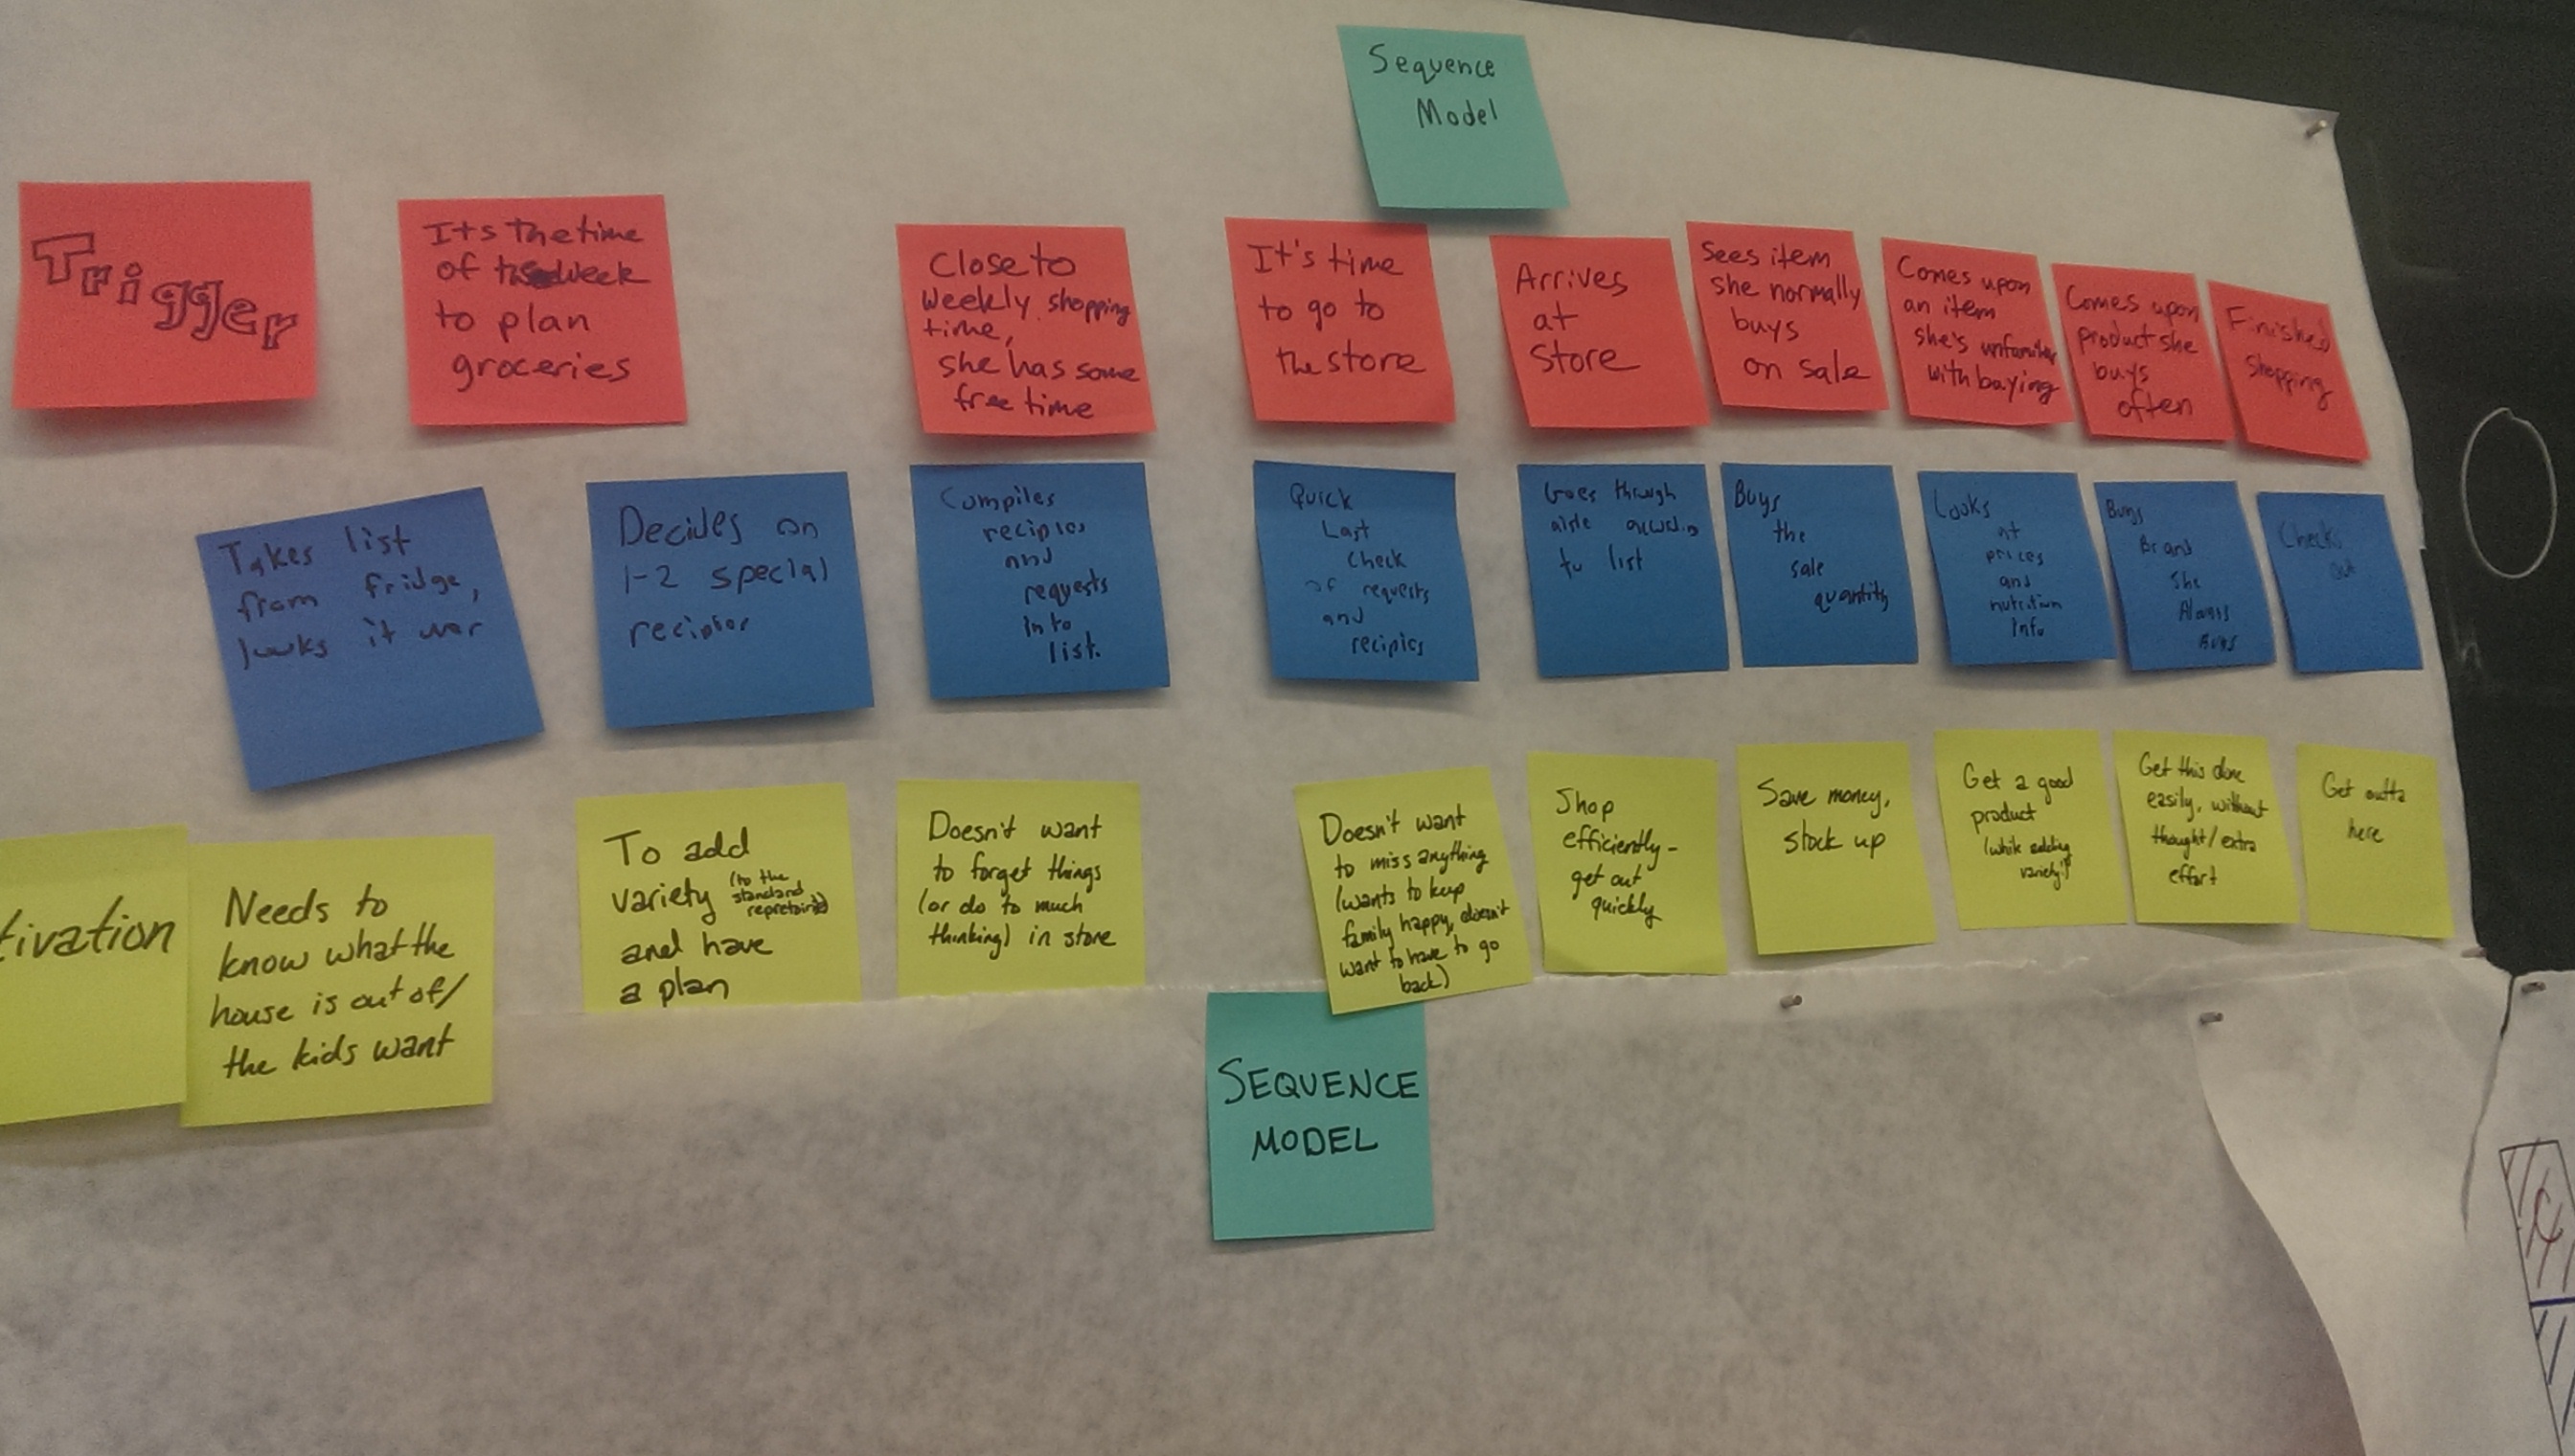 Sequence
Model
Trigger
Its the time
of week
to plan
groceries
Close to
weekly shopping
time,
she has some
free time
It's time
to go to
the store
Arrives
at
store
Sees item
she normally
buys
on sale
Comes upon
an item
she's unfamiliar
with buying
Comes upon
product she
buys
often
Finished
Shopping
Takes list
from fridge,
looks it over
Decides on
1-2 special
recipies
Compiles
recipies
and
requests
into
list.
Quick
Last
check
of requests
and
recipies
Goes through
aisle
to list
Buys
the
sale
quantity
Looks
at
prices
and
nutrition
Info
Buys
Brand
She
Always
Buys
Checks
out
tivation
Needs to
know what the
house is out of/
the kids want
To add
variety (to the
standard
and have
a plan
Doesn't want
to forget things
(or do to much
thinking) in store
Doesn't want
to miss anything
(wants to keep
family happy, doesn't
want to have to go
back)
Shop
efficiently-
get out
quickly
Save money,
stock up
Get a good
product
(while adding
variety?)
Get this done
easily, without
thought/extra
effort
Get outta
here
SEQUENCE
MODEL